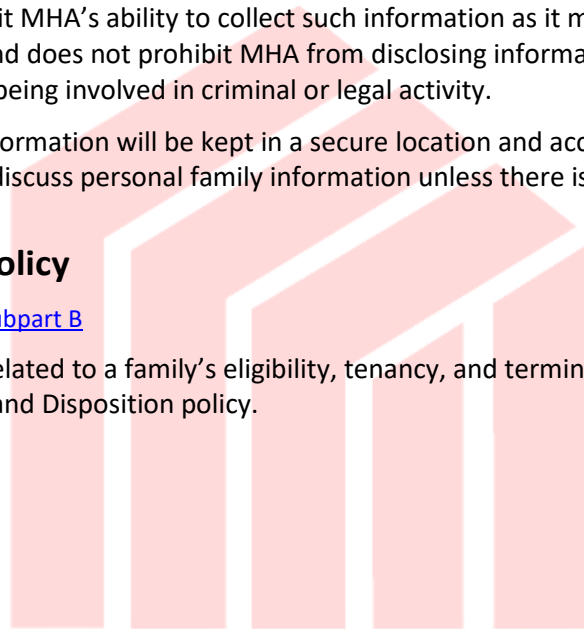 it MHA’s ability to collect such information as it m
nd does not prohibit MHA from disclosing informa
being involved in criminal or legal activity.
formation will be kept in a secure location and acc
discuss personal family information unless there is
olicy
ubpart B
elated to a family’s eligibility, tenancy, and termin
and Disposition policy.